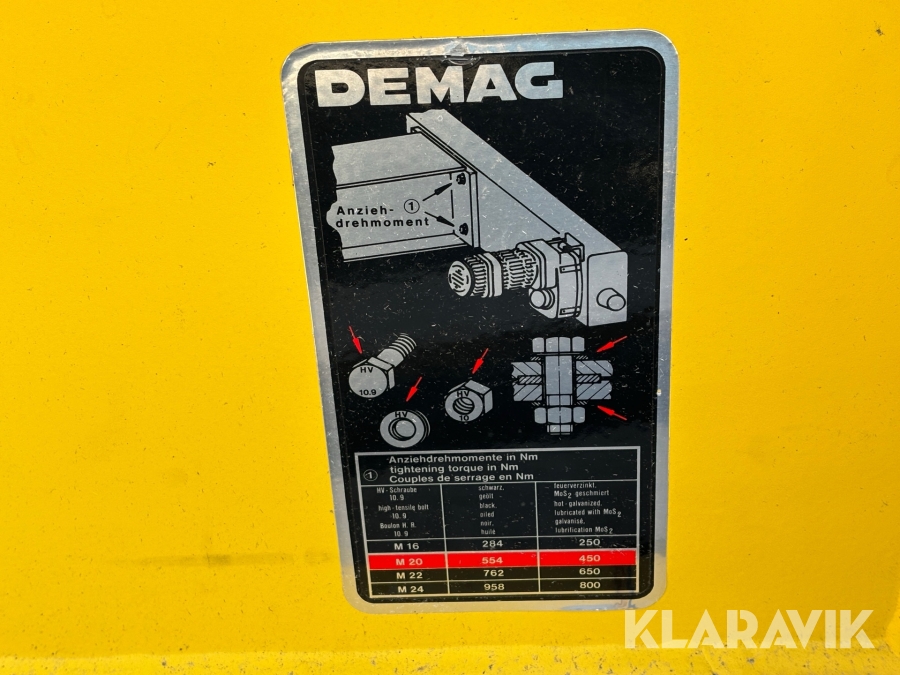 DEMAG
Anzieh- ①
drehmoment
HV
10.9
HV
HV
10
① Anziehdrehmomente in Nm
tightening torque in Nm
Couples de serrage en Nm
HV - Schraube
10.9
high - tensile bolt
10.9
Boulon H. R.
10.9
schwarz,
geölt
black,
oiled
noir,
huilé
feuerverzinkt,
MoS₂ geschmiert
hot - galvanized,
lubricated with MoS₂
galvanisé,
lubrification MoS₂
M 16 284 250
M 20 554 450
M 22 762 650
M 24 958 800
KLARAVIK